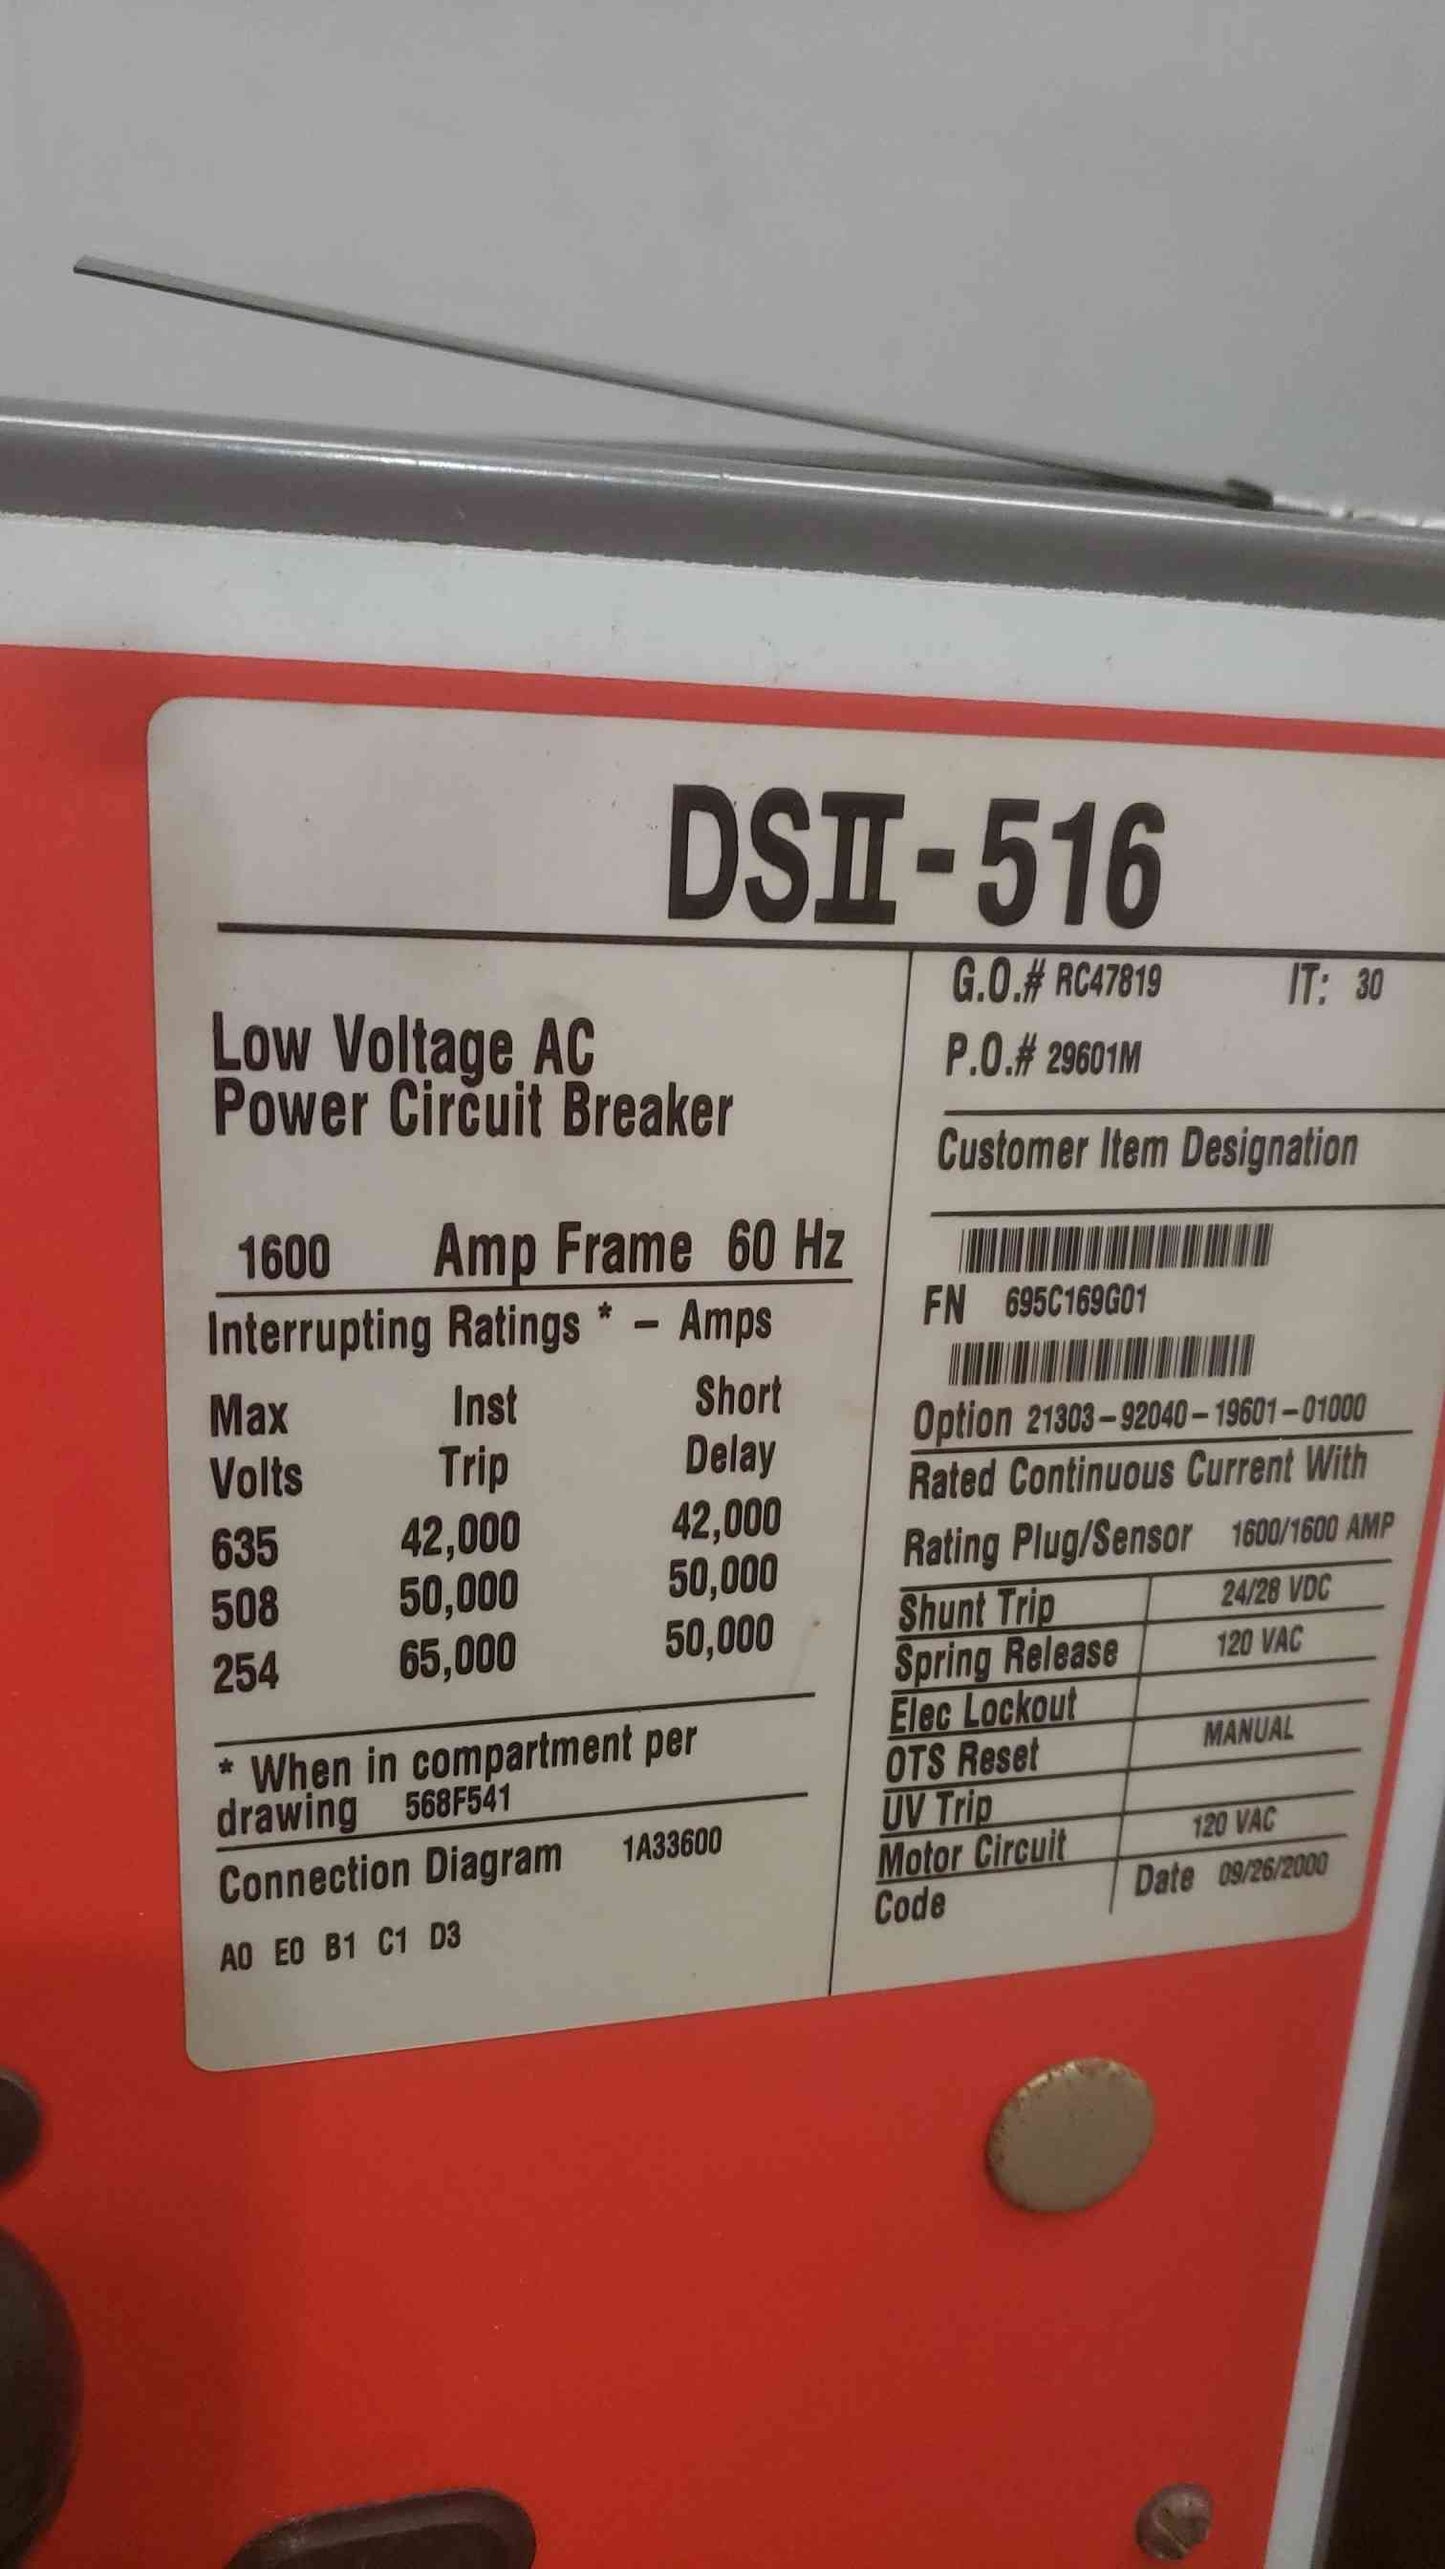 DSII-516
Low Voltage AC
Power Circuit Breaker
1600 Amp Frame 60 Hz
Interrupting Ratings * – Amps
Max Inst Short
Volts Trip Delay
635 42,000 42,000
508 50,000 50,000
254 65,000 50,000
* When in compartment per
drawing 568F541
Connection Diagram 1A33600
A0 E0 B1 C1 D3
G.O.# RC47819 IT: 30
P.O.# 29601M
Customer Item Designation
FN 695C169G01
Option 21303-92040-19601-01000
Rated Continuous Current With
Rating Plug/Sensor 1600/1600 AMP
Shunt Trip 24/28 VDC
Spring Release 120 VAC
Elec Lockout
OTS Reset MANUAL
UV Trip
Motor Circuit 120 VAC
Code Date 09/26/2000